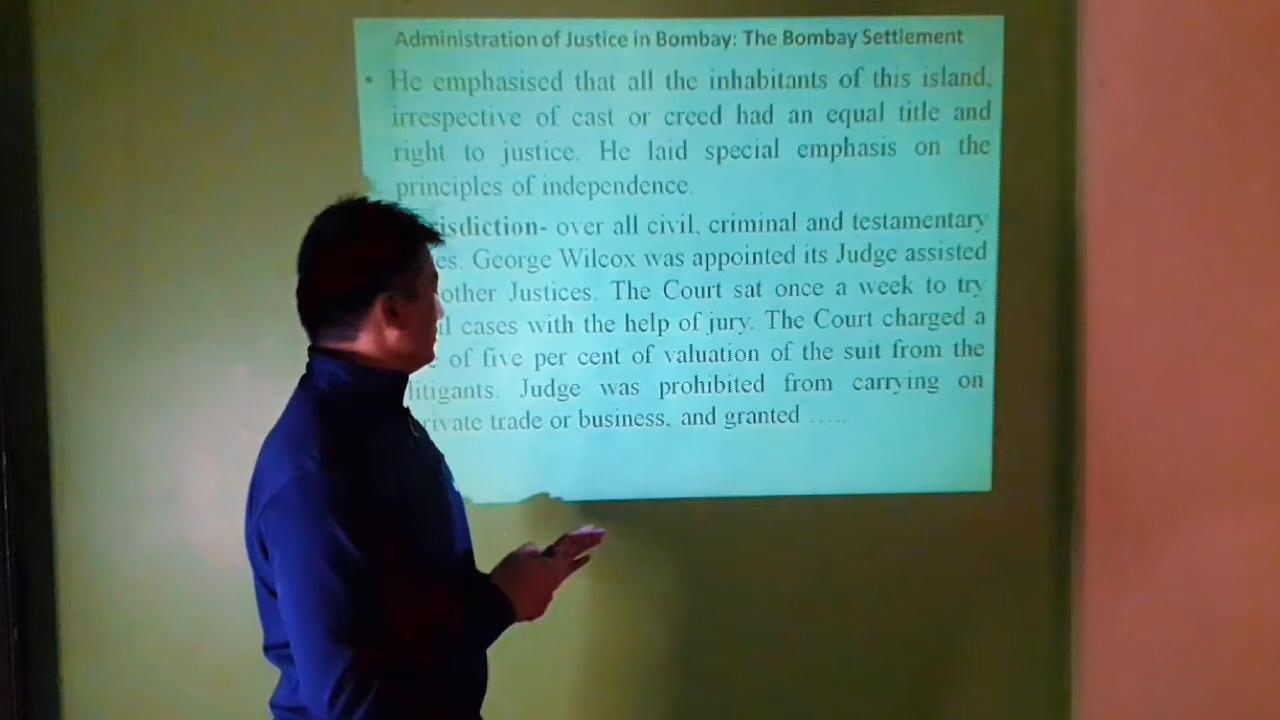 Administration of Justice in Bombay: The Bombay Settlement
• He emphasised that all the inhabitants of this island,
irrespective of cast or creed had an equal title and
right to justice. He laid special emphasis on the
principles of independence.
isdiction- over all civil, criminal and testamentary
es. George Wilcox was appointed its Judge assisted
other Justices. The Court sat once a week to try
il cases with the help of jury. The Court charged a
of five per cent of valuation of the suit from the
litigants. Judge was prohibited from carrying on
rivate trade or business, and granted .....